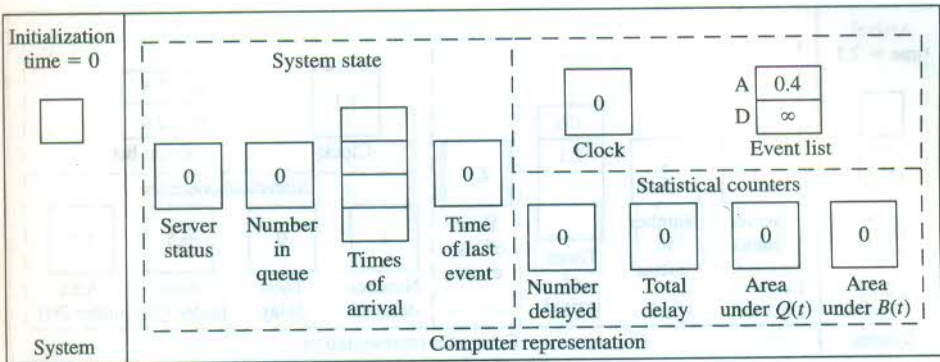 Initialization
time = 0
System
System state
0
Server
status
0
Number
in
queue
Times
of
arrival
0
Time
of last
event
0
Clock
A 0.4
D ∞
Event list
Statistical counters
0
Number
delayed
0
Total
delay
0
Area
under Q(t)
0
Area
under B(t)
Computer representation